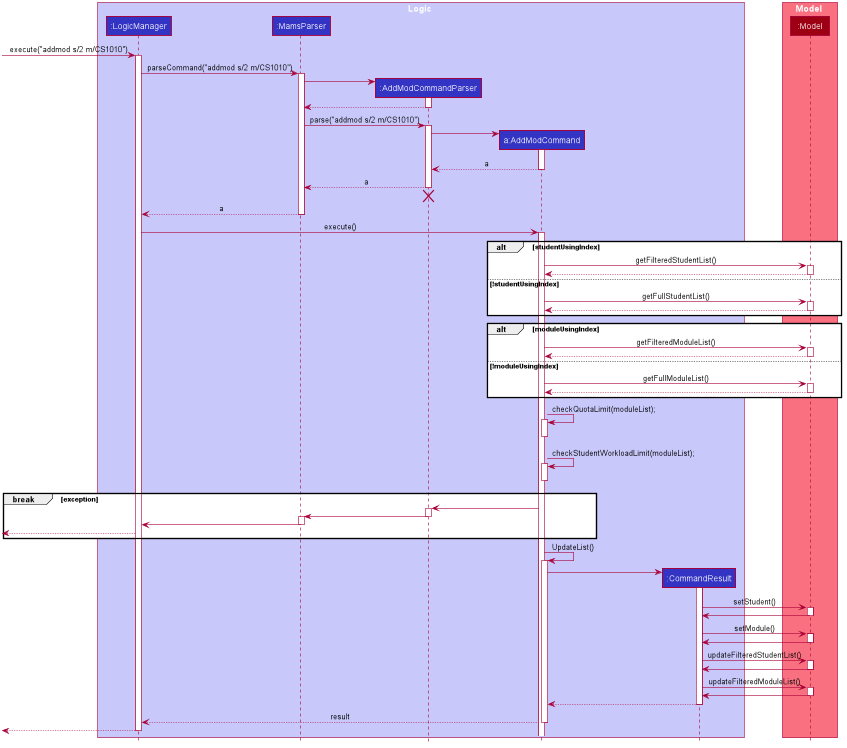 Logic
Model
:LogicManager
:MamsParser
:Model
execute("addmod s/2 m/CS1010")
parseCommand("addmod s/2 m/CS1010")
:AddModCommandParser
parse("addmod s/2 m/CS1010")
a:AddModCommand
a
a
a
execute()
alt
[studentUsingIndex]
getFilteredStudentList()
[!studentUsingIndex]
getFullStudentList()
alt
[moduleUsingIndex]
getFilteredModuleList()
[!moduleUsingIndex]
getFullModuleList()
checkQuotaLimit(moduleList);
checkStudentWorkloadLimit(moduleList);
break
[exception]
UpdateList()
:CommandResult
setStudent()
setModule()
updateFilteredStudentList()
updateFilteredModuleList()
result